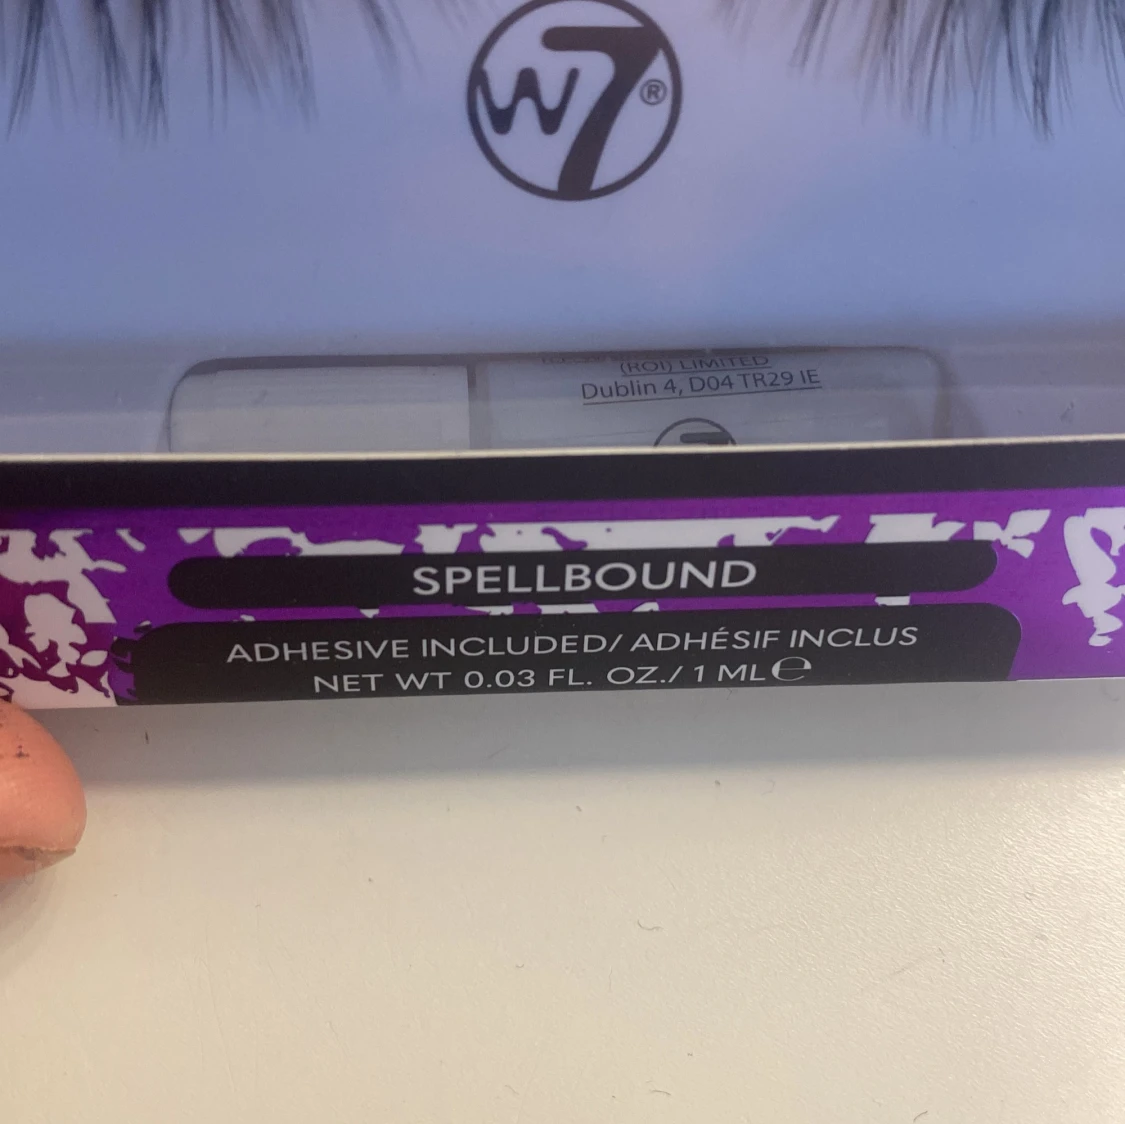 W7®
(ROI) LIMITED
Dublin 4, D04 TR29 IE
7
SPELLBOUND
ADHESIVE INCLUDED/ ADHÉSIF INCLUS
NET WT 0.03 FL. OZ./ 1 ML ℮